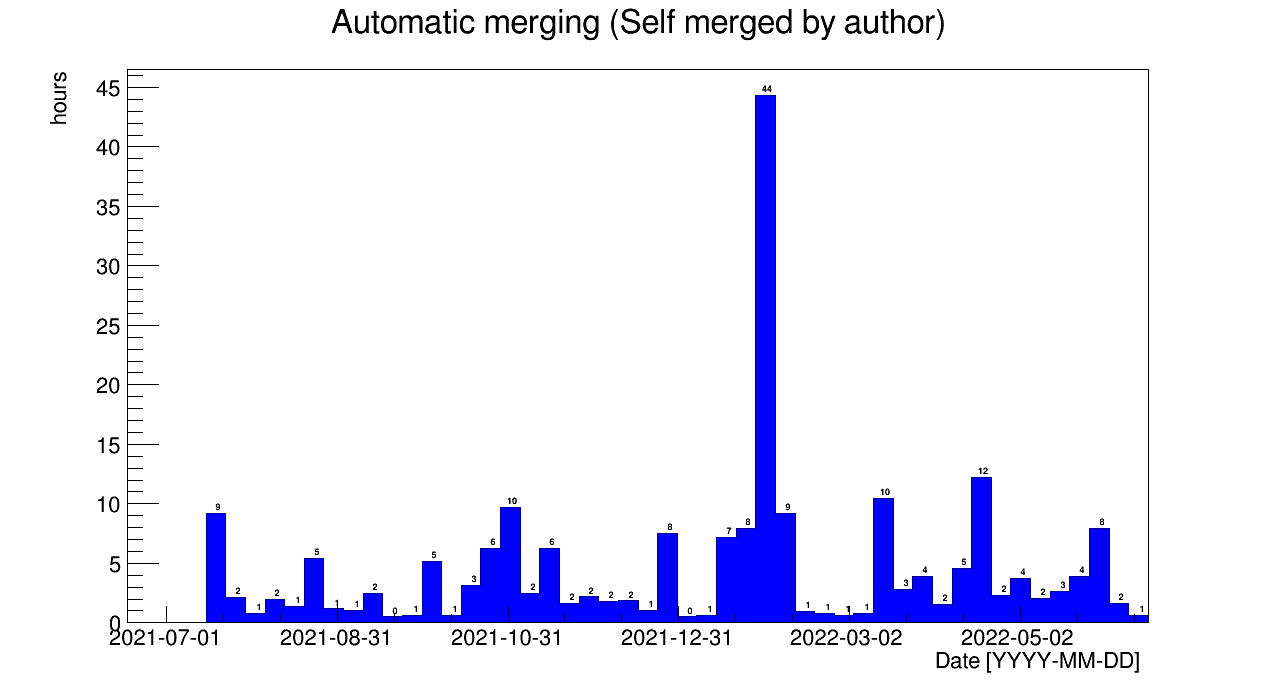 Automatic merging (Self merged by author)
hours
45
40
35
30
25
20
15
10
5
0
9 2 1 2 1 5 1 1 2 0 1 5 1 3 6 10 2 6 2 2 2 2 1 8 0 1 7 8 44 9 1 1 1 1 10 3 4 2 5 12 2 4 2 3 4 8 2 1
2021-07-01 2021-08-31 2021-10-31 2021-12-31 2022-03-02 2022-05-02
Date [YYYY-MM-DD]